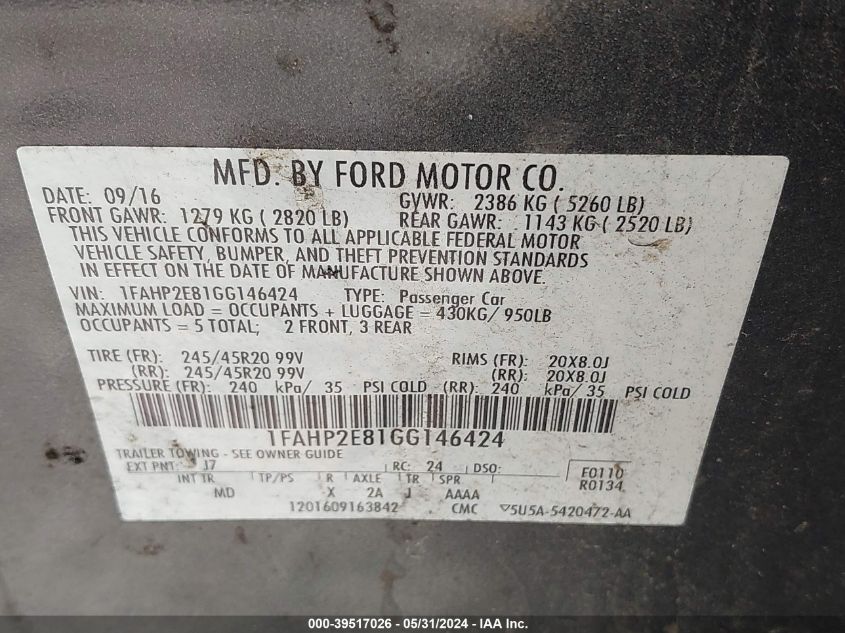 MFD. BY FORD MOTOR CO.
DATE: 09/16 GVWR: 2386 KG ( 5260 LB)
FRONT GAWR: 1279 KG ( 2820 LB) REAR GAWR: 1143 KG ( 2520 LB)
THIS VEHICLE CONFORMS TO ALL APPLICABLE FEDERAL MOTOR
VEHICLE SAFETY, BUMPER, AND THEFT PREVENTION STANDARDS
IN EFFECT ON THE DATE OF MANUFACTURE SHOWN ABOVE.
VIN: 1FAHP2E81GG146424 TYPE: Passenger Car
MAXIMUM LOAD = OCCUPANTS + LUGGAGE = 430KG/ 950LB
OCCUPANTS = 5 TOTAL; 2 FRONT, 3 REAR
TIRE (FR): 245/45R20 99V RIMS (FR): 20X8.0J
(RR): 245/45R20 99V (RR): 20X8.0J
PRESSURE (FR): 240 kPa/ 35 PSI COLD (RR): 240 kPa/ 35 PSI COLD
1FAHP2E81GG146424
TRAILER TOWING - SEE OWNER GUIDE
EXT PNT: J7 RC: 24 DSO: F0110
INT TR TP/PS R AXLE TR SPR R0134
MD X 2A J AAAA
1201609163842 CMC ▽5U5A-5420472-AA
000-39517026 - 05/31/2024 - IAA Inc.